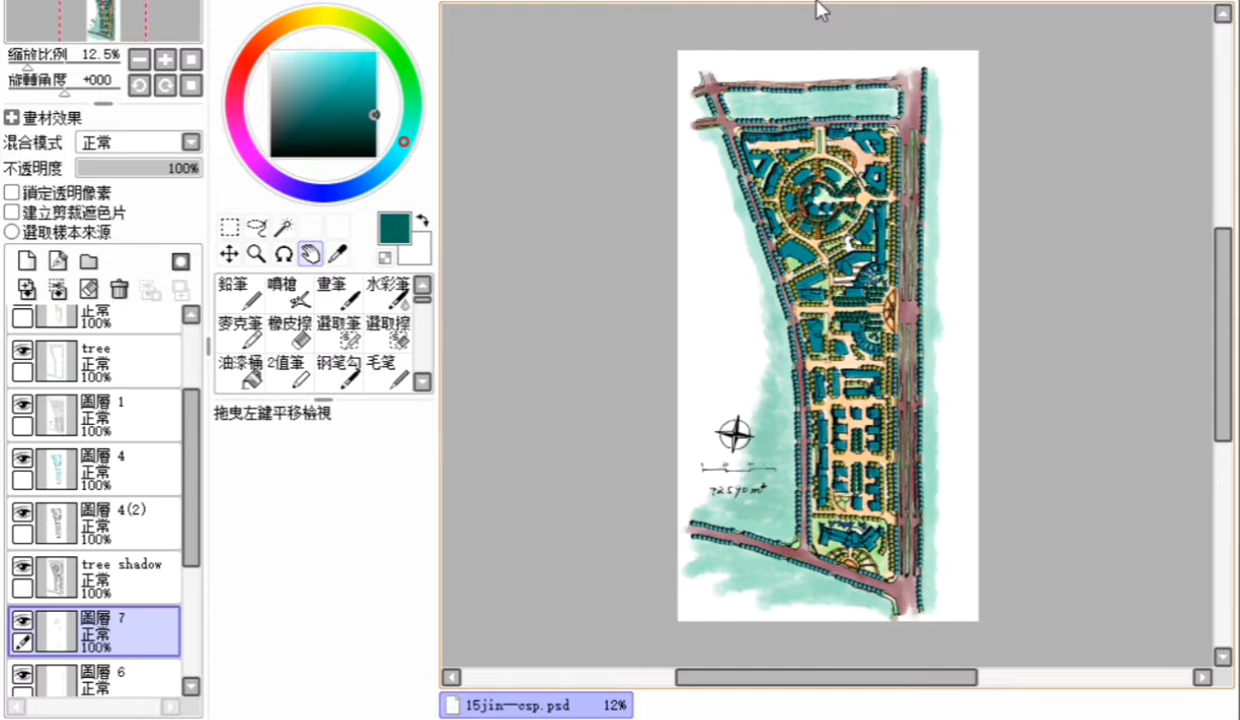 縮放比例 12.5%
旋轉角度 +000
畫材效果
混合模式 正常
不透明度 100%
鎖定透明像素
建立剪裁遮色片
選取樣本來源
正常
100%
tree
正常
100%
圖層 1
正常
100%
圖層 4
正常
100%
圖層 4(2)
正常
100%
tree shadow
正常
100%
圖層 7
正常
100%
圖層 6
正常
鉛筆 噴槍 畫筆 水彩筆
麥克筆 橡皮擦 選取筆 選取擦
油漆桶 2值筆 钢笔勾 毛笔
拖曳左鍵平移檢視
15jin—csp.psd 12%